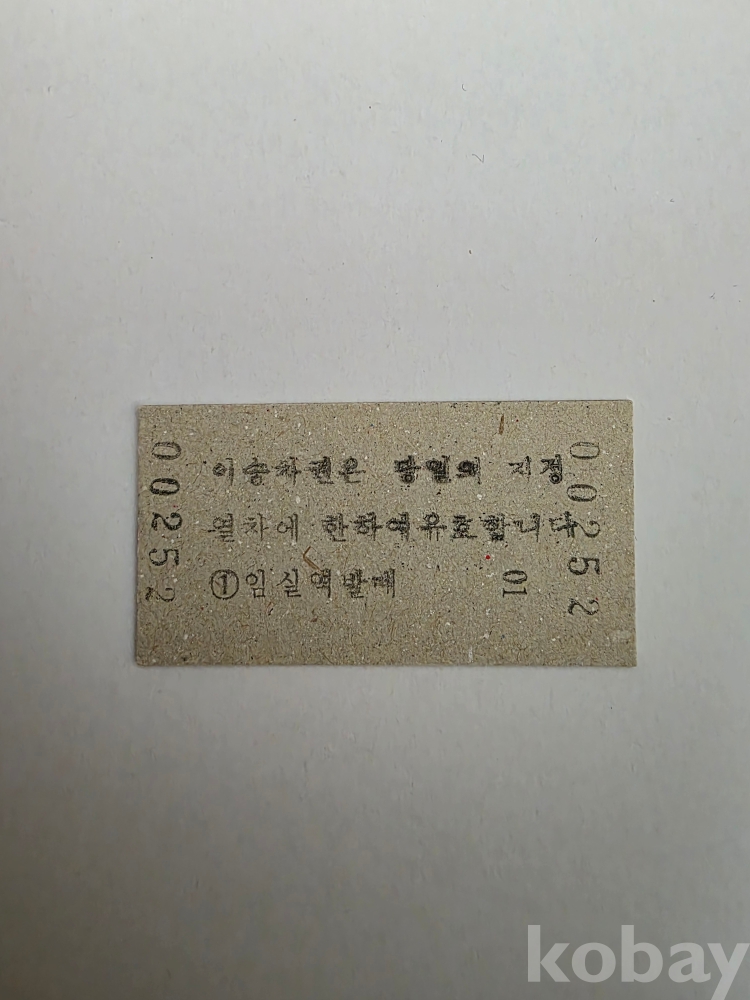 00252
이승차권은 당일의 지정
열차에 한하여유효합니다
①임실역발매 01
00252
kobay